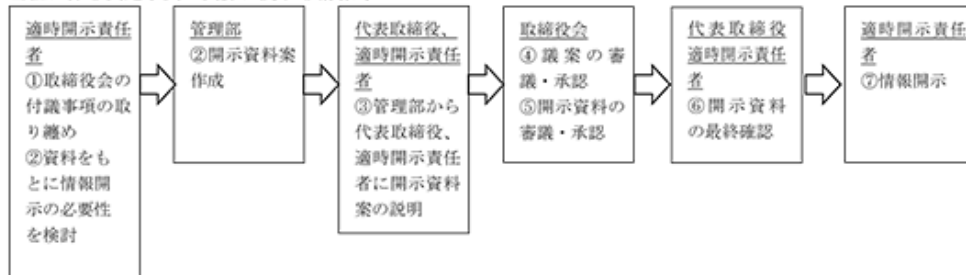 適時開示責任
者
①取締役会の
付議事項の取
り纏め
②資料をも
とに情報開
示の必要性
を検討
管理部
②開示資料案
作成
代表取締役、
適時開示責任
者
③管理部から
代表取締役、
適時開示責任
者に開示資料
案の説明
取締役会
④議案の審
議・承認
⑤開示資料の
審議・承認
代表取締役
適時開示責任
者
⑥開示資料
の最終確認
適時開示責任
者
⑦情報開示